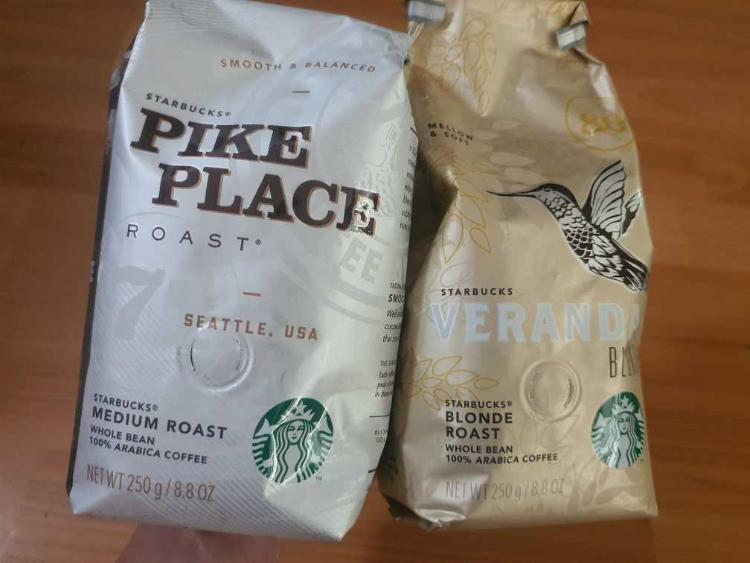 SMOOTH & BALANCED
STARBUCKS®
PIKE
PLACE
ROAST®
SEATTLE, USA
STARBUCKS®
MEDIUM ROAST
WHOLE BEAN
100% ARABICA COFFEE
NET WT 250 g / 8.8 OZ
MELLOW
& SOFT
STARBUCKS
VERANDA
STARBUCKS®
BLONDE
ROAST
WHOLE BEAN
100% ARABICA COFFEE
NET WT 250 g / 8.8 OZ